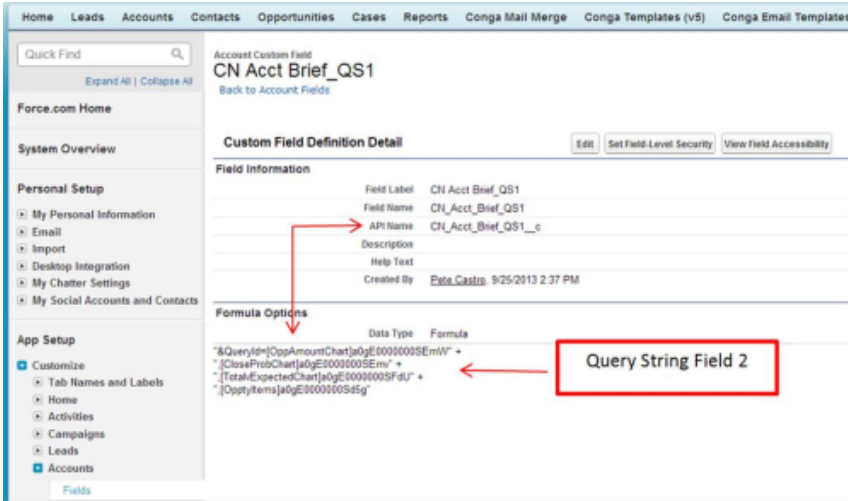 Home Leads Accounts Contacts Opportunities Cases Reports Conga Mail Merge Conga Templates (v5) Conga Email Templates
Quick Find
Expand All | Collapse All
Force.com Home
System Overview
Personal Setup
My Personal Information
Email
Import
Desktop Integration
My Chatter Settings
My Social Accounts and Contacts
App Setup
Customize
Tab Names and Labels
Home
Activities
Campaigns
Leads
Accounts
Fields
Account Custom Field
CN Acct Brief_QS1
Back to Account Fields
Custom Field Definition Detail
Edit Set Field-Level Security View Field Accessibility
Field Information
Field Label CN Acct Brief_QS1
Field Name CN_Acct_Brief_QS1
API Name CN_Acct_Brief_QS1__c
Description
Help Text
Created By Pete Castro, 9/25/2013 2:37 PM
Formula Options
Data Type Formula
"&QueryId=[OppAmountChart]a0gE0000000SEmW" +
",[CloseProbChart]a0gE0000000SEmv" +
",[TotalvExpectedChart]a0gE0000000SFdU" +
",[OpptyItems]a0gE0000000Sd5g"
Query String Field 2